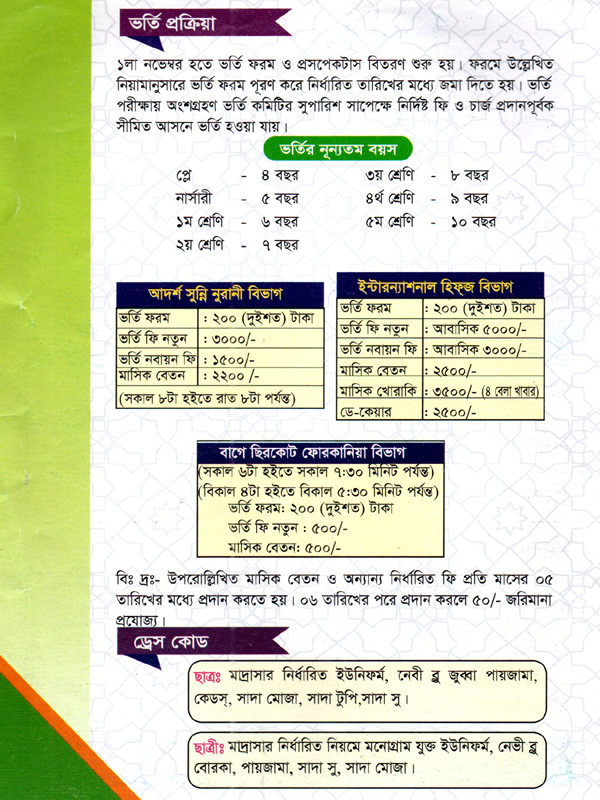 ভর্তি প্রক্রিয়া
১লা নভেম্বর হতে ভর্তি ফরম ও প্রসপেকটাস বিতরণ শুরু হয়। ফরমে উল্লেখিত
নিয়ামানুসারে ভর্তি ফরম পূরণ করে নির্ধারিত তারিখের মধ্যে জমা দিতে হয়। ভর্তি
পরীক্ষায় অংশগ্রহণ ভর্তি কমিটির সুপারিশ সাপেক্ষে নির্দিষ্ট ফি ও চার্জ প্রদানপূর্বক
সীমিত আসনে ভর্তি হওয়া যায়।
ভর্তির নূন্যতম বয়স
প্লে - ৪ বছর ৩য় শ্রেণি - ৮ বছর
নার্সারী - ৫ বছর ৪র্থ শ্রেণি - ৯ বছর
১ম শ্রেণি - ৬ বছর ৫ম শ্রেণি - ১০ বছর
২য় শ্রেণি - ৭ বছর
আদর্শ সুন্নি নুরানী বিভাগ
ভর্তি ফরম : ২০০ (দুইশত) টাকা
ভর্তি ফি নতুন : ৩০০০/-
ভর্তি নবায়ন ফি : ১৫০০/-
মাসিক বেতন : ২২০০ /-
(সকাল ৮টা হইতে রাত ৮টা পর্যন্ত)
ইন্টারন্যাশনাল হিফ্জ বিভাগ
ভর্তি ফরম : ২০০ (দুইশত) টাকা
ভর্তি ফি নতুন : আবাসিক ৫০০০/-
ভর্তি নবায়ন ফি : আবাসিক ৩০০০/-
মাসিক বেতন : ২৫০০/-
মাসিক খোরাকি : ৩৫০০/- (৪ বেলা খাবার)
ডে-কেয়ার : ২৫০০/-
বাগে ছিরকোট ফোরকানিয়া বিভাগ
(সকাল ৬টা হইতে সকাল ৭:৩০ মিনিট পর্যন্ত)
(বিকাল ৪টা হইতে বিকাল ৫:৩০ মিনিট পর্যন্ত)
ভর্তি ফরম: ২০০ (দুইশত) টাকা
ভর্তি ফি নতুন : ৫০০/-
মাসিক বেতন: ৫০০/-
বিঃ দ্রঃ- উপরোল্লিখিত মাসিক বেতন ও অন্যান্য নির্ধারিত ফি প্রতি মাসের ০৫
তারিখের মধ্যে প্রদান করতে হয়। ০৬ তারিখের পরে প্রদান করলে ৫০/- জরিমানা
প্রযোজ্য।
ড্রেস কোড
ছাত্রঃ মাদ্রাসার নির্ধারিত ইউনিফর্ম, নেবী ব্লু জুব্বা পায়জামা,
কেডস্, সাদা মোজা, সাদা টুপি,সাদা সু।
ছাত্রীঃ মাদ্রাসার নির্ধারিত নিয়মে মনোগ্রাম যুক্ত ইউনিফর্ম, নেভী ব্লু
বোরকা, পায়জামা, সাদা সু, সাদা মোজা।